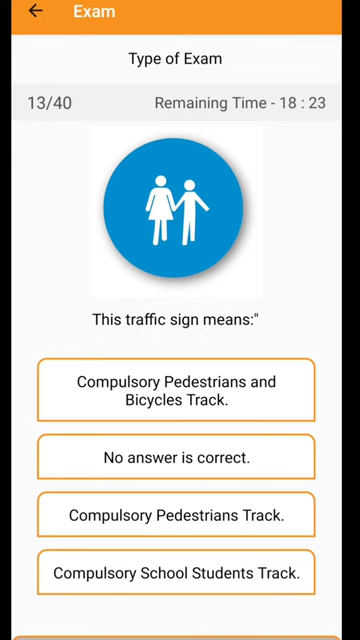 Exam
Type of Exam
13/40
Remaining Time - 18 : 23
This traffic sign means:"
Compulsory Pedestrians and
Bicycles Track.
No answer is correct.
Compulsory Pedestrians Track.
Compulsory School Students Track.